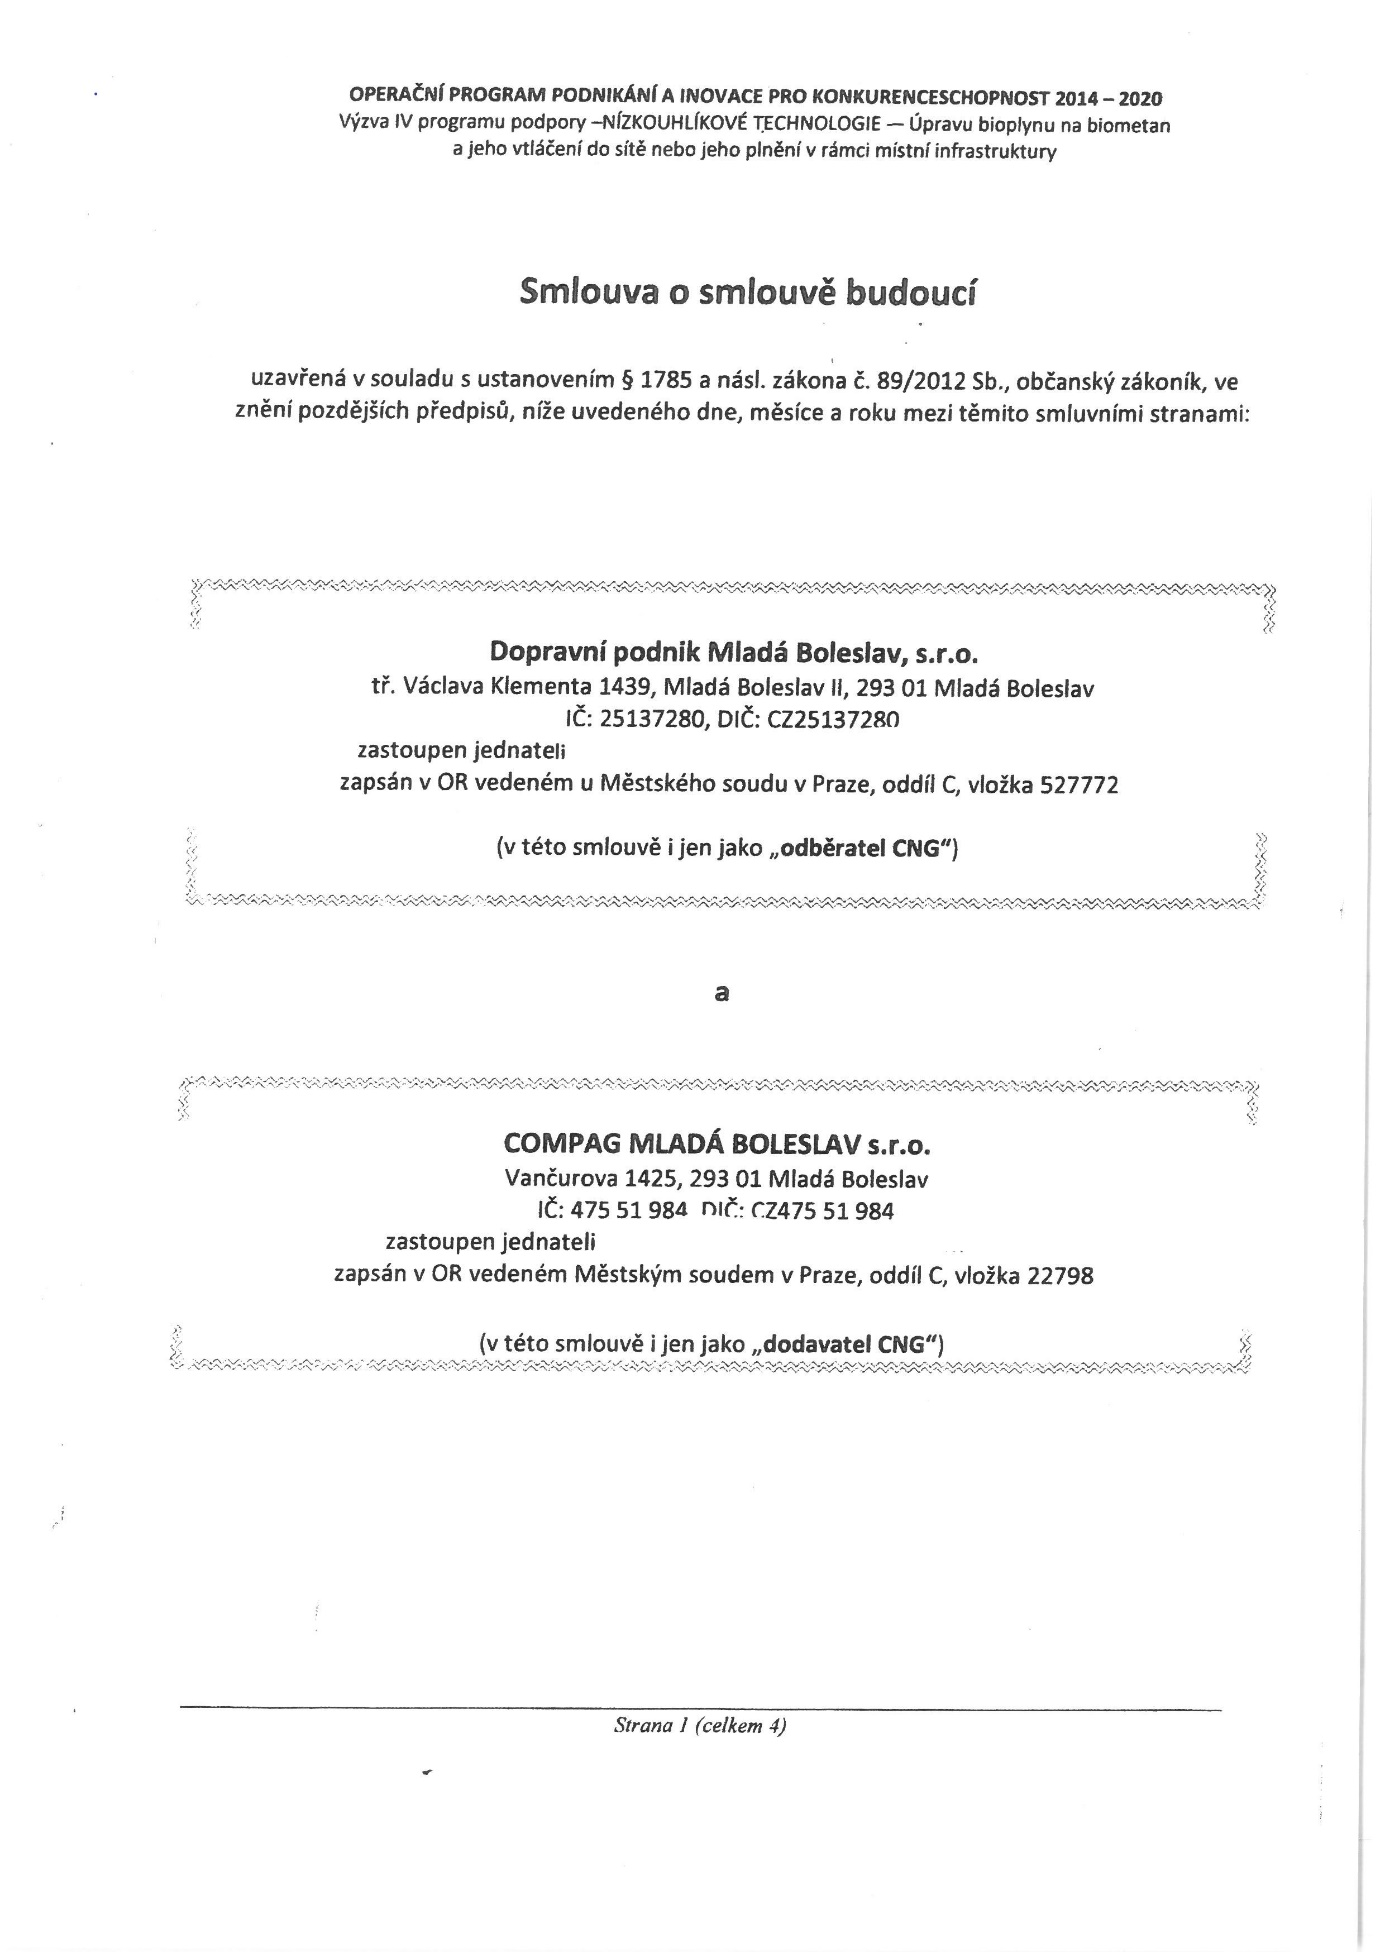 OPERAČNÍ PROGRAM PODNIKÁNÍ A INOVACE PRO KONKURENCESCHOPNOST 2014 – 2020
Výzva IV programu podpory –NÍZKOUHLÍKOVÉ TECHNOLOGIE — Úpravu bioplynu na biometan
a jeho vtláčení do sítě nebo jeho plnění v rámci místní infrastruktury
Smlouva o smlouvě budoucí
uzavřená v souladu s ustanovením § 1785 a násl. zákona č. 89/2012 Sb., občanský zákoník, ve
znění pozdějších předpisů, níže uvedeného dne, měsíce a roku mezi těmito smluvními stranami:
Dopravní podnik Mladá Boleslav, s.r.o.
tř. Václava Klementa 1439, Mladá Boleslav II, 293 01 Mladá Boleslav
IČ: 25137280, DIČ: CZ25137280
zastoupen jednateli
zapsán v OR vedeném u Městského soudu v Praze, oddíl C, vložka 527772
(v této smlouvě i jen jako „odběratel CNG“)
a
COMPAG MLADÁ BOLESLAV s.r.o.
Vančurova 1425, 293 01 Mladá Boleslav
IČ: 475 51 984 DIČ: CZ475 51 984
zastoupen jednateli
zapsán v OR vedeném Městským soudem v Praze, oddíl C, vložka 22798
(v této smlouvě i jen jako „dodavatel CNG“)
Strana 1 (celkem 4)